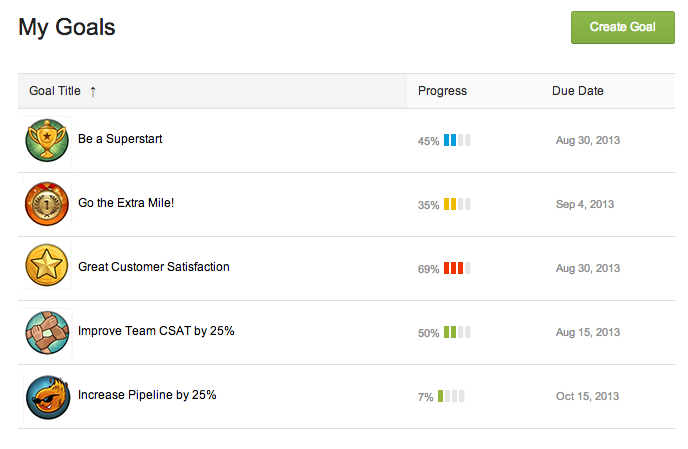 My Goals
Create Goal
Goal Title ↑ Progress Due Date
Be a Superstart 45% Aug 30, 2013
1
Go the Extra Mile! 35% Sep 4, 2013
Great Customer Satisfaction 69% Aug 30, 2013
Improve Team CSAT by 25% 50% Aug 15, 2013
Increase Pipeline by 25% 7% Oct 15, 2013